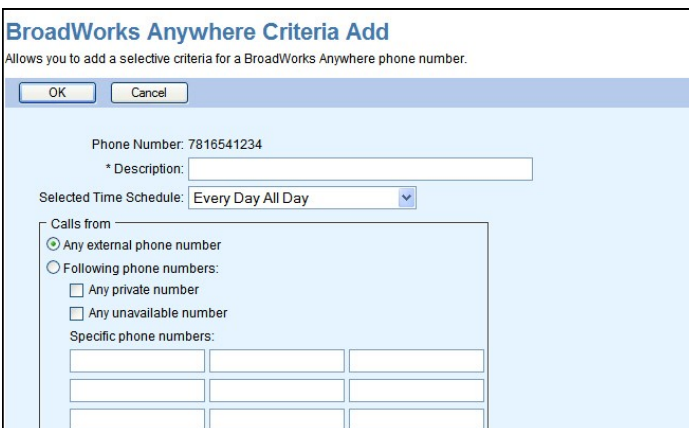 BroadWorks Anywhere Criteria Add
Allows you to add a selective criteria for a BroadWorks Anywhere phone number.
OK Cancel
Phone Number: 7816541234
* Description:
Selected Time Schedule: Every Day All Day
Calls from
Any external phone number
Following phone numbers:
Any private number
Any unavailable number
Specific phone numbers: